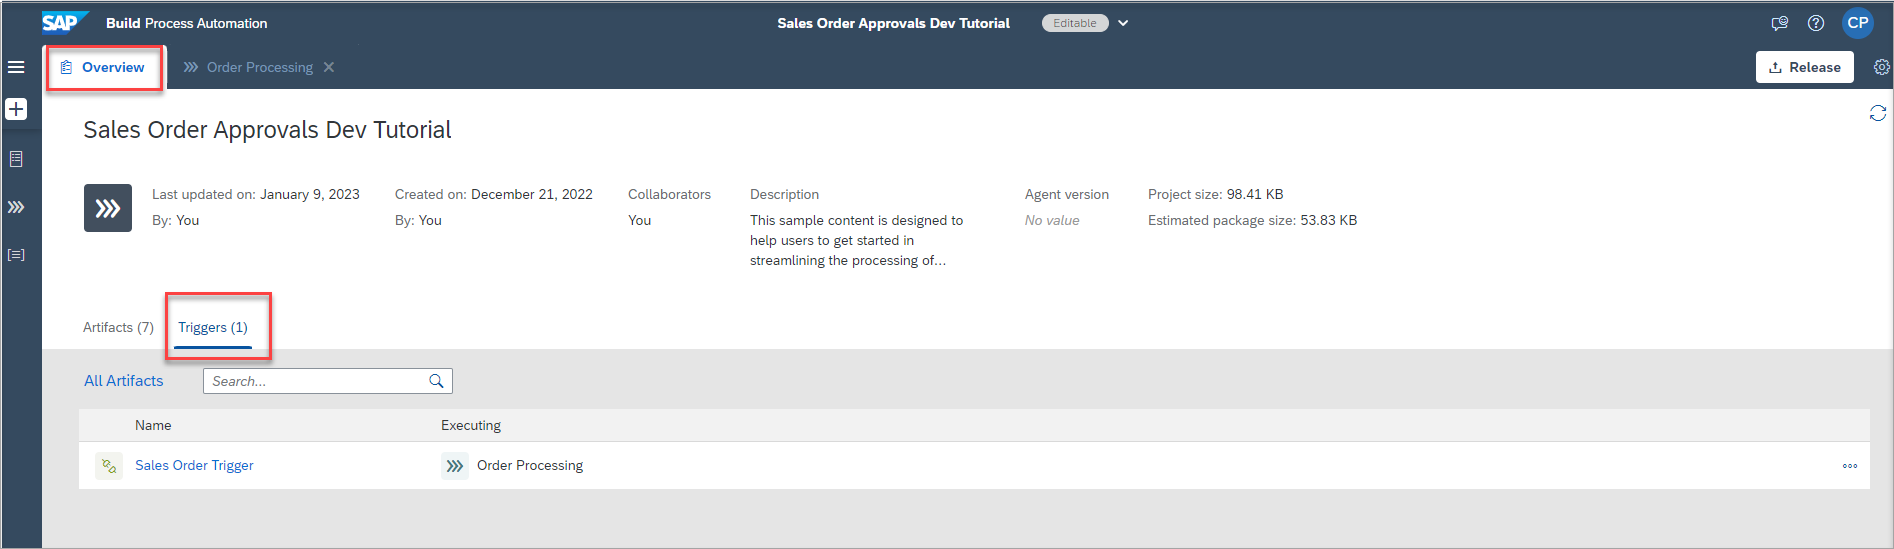 SAP Build Process Automation Sales Order Approvals Dev Tutorial Editable CP
Overview Order Processing Release
Sales Order Approvals Dev Tutorial
Last updated on: January 9, 2023 Created on: December 21, 2022 Collaborators Description Agent version Project size: 98.41 KB
By: You By: You You This sample content is designed to No value Estimated package size: 53.83 KB
help users to get started in
streamlining the processing of...
Artifacts (7) Triggers (1)
All Artifacts Search...
Name Executing
Sales Order Trigger Order Processing